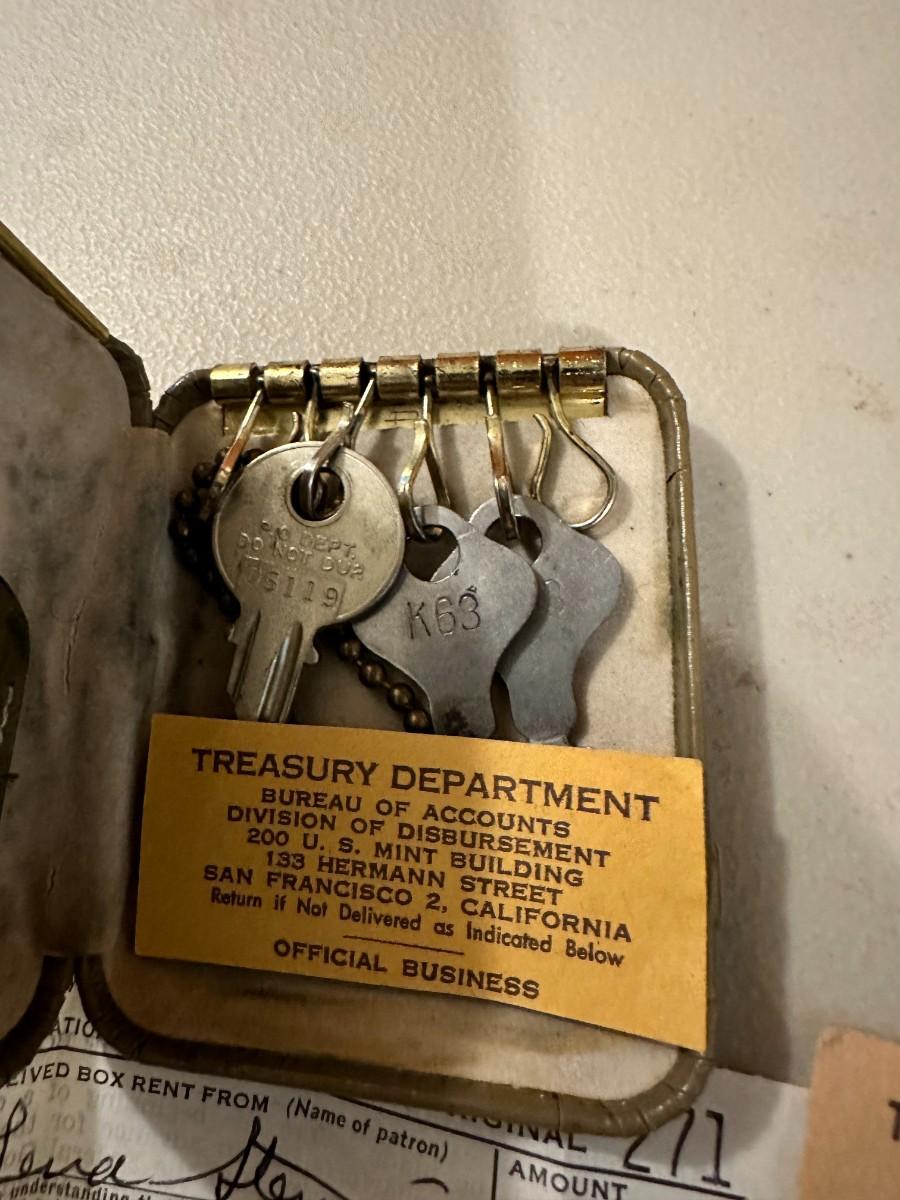 P.O DEPT.
DO NOT DUP
119
K63
TREASURY DEPARTMENT
BUREAU OF ACCOUNTS
DIVISION OF DISBURSEMENT
200 U. S. MINT BUILDING
133 HERMANN STREET
SAN FRANCISCO 2, CALIFORNIA
Return if Not Delivered as Indicated Below
OFFICIAL BUSINESS
BOX RENT FROM (Name of patron)
271
AMOUNT
understanding